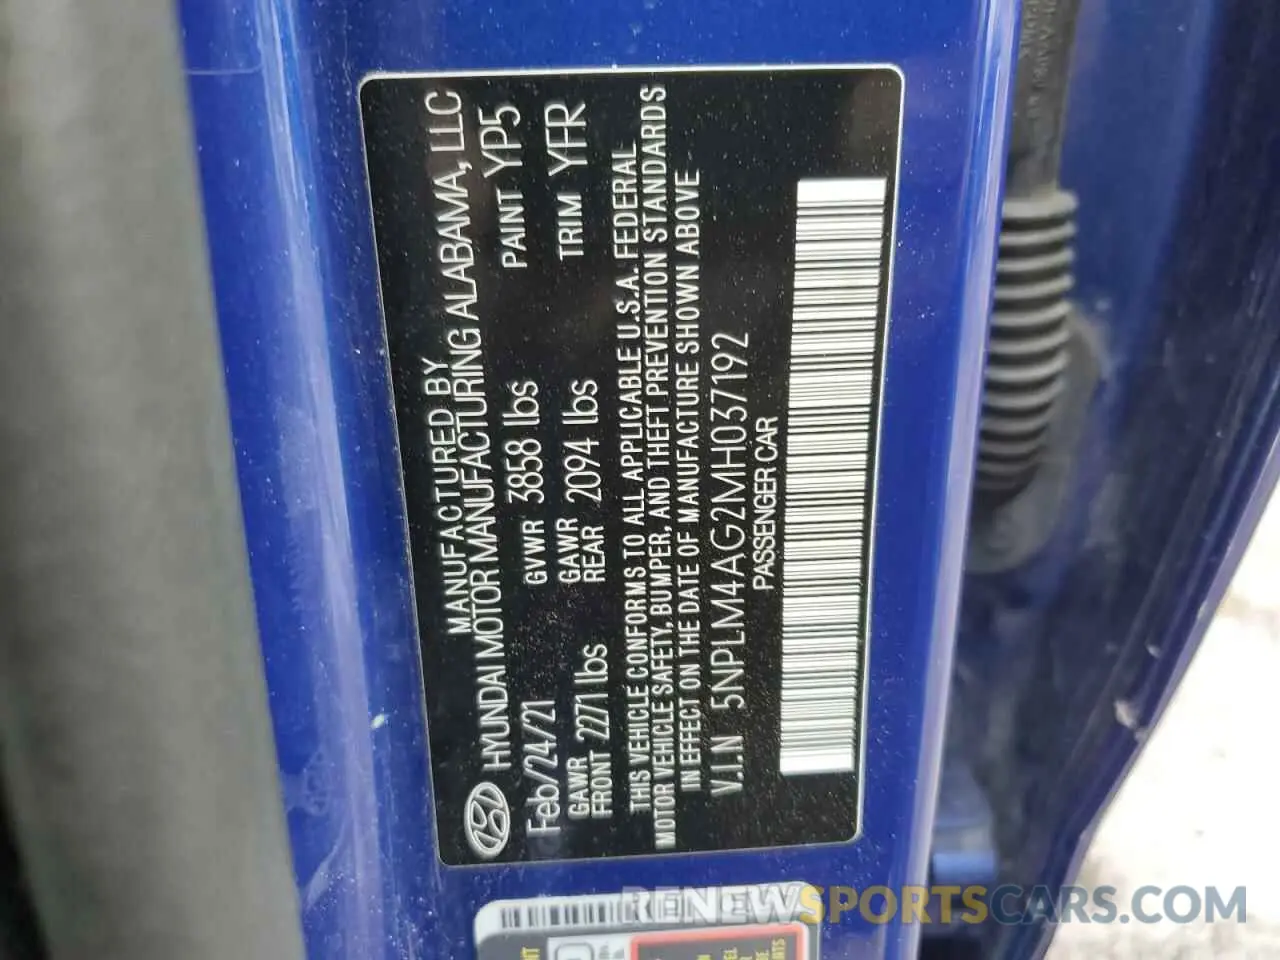 MANUFACTURED BY
HYUNDAI MOTOR MANUFACTURING ALABAMA, LLC
Feb/24/21 GVWR 3858 lbs PAINT YP5
GAWR FRONT 2271 lbs GAWR REAR 2094 lbs TRIM YFR
THIS VEHICLE CONFORMS TO ALL APPLICABLE U.S.A. FEDERAL
MOTOR VEHICLE SAFETY, BUMPER, AND THEFT PREVENTION STANDARDS
IN EFFECT ON THE DATE OF MANUFACTURE SHOWN ABOVE
V.I.N 5NPLM4AG2MH037192
PASSENGER CAR
RENEWSPORTSCARS.COM